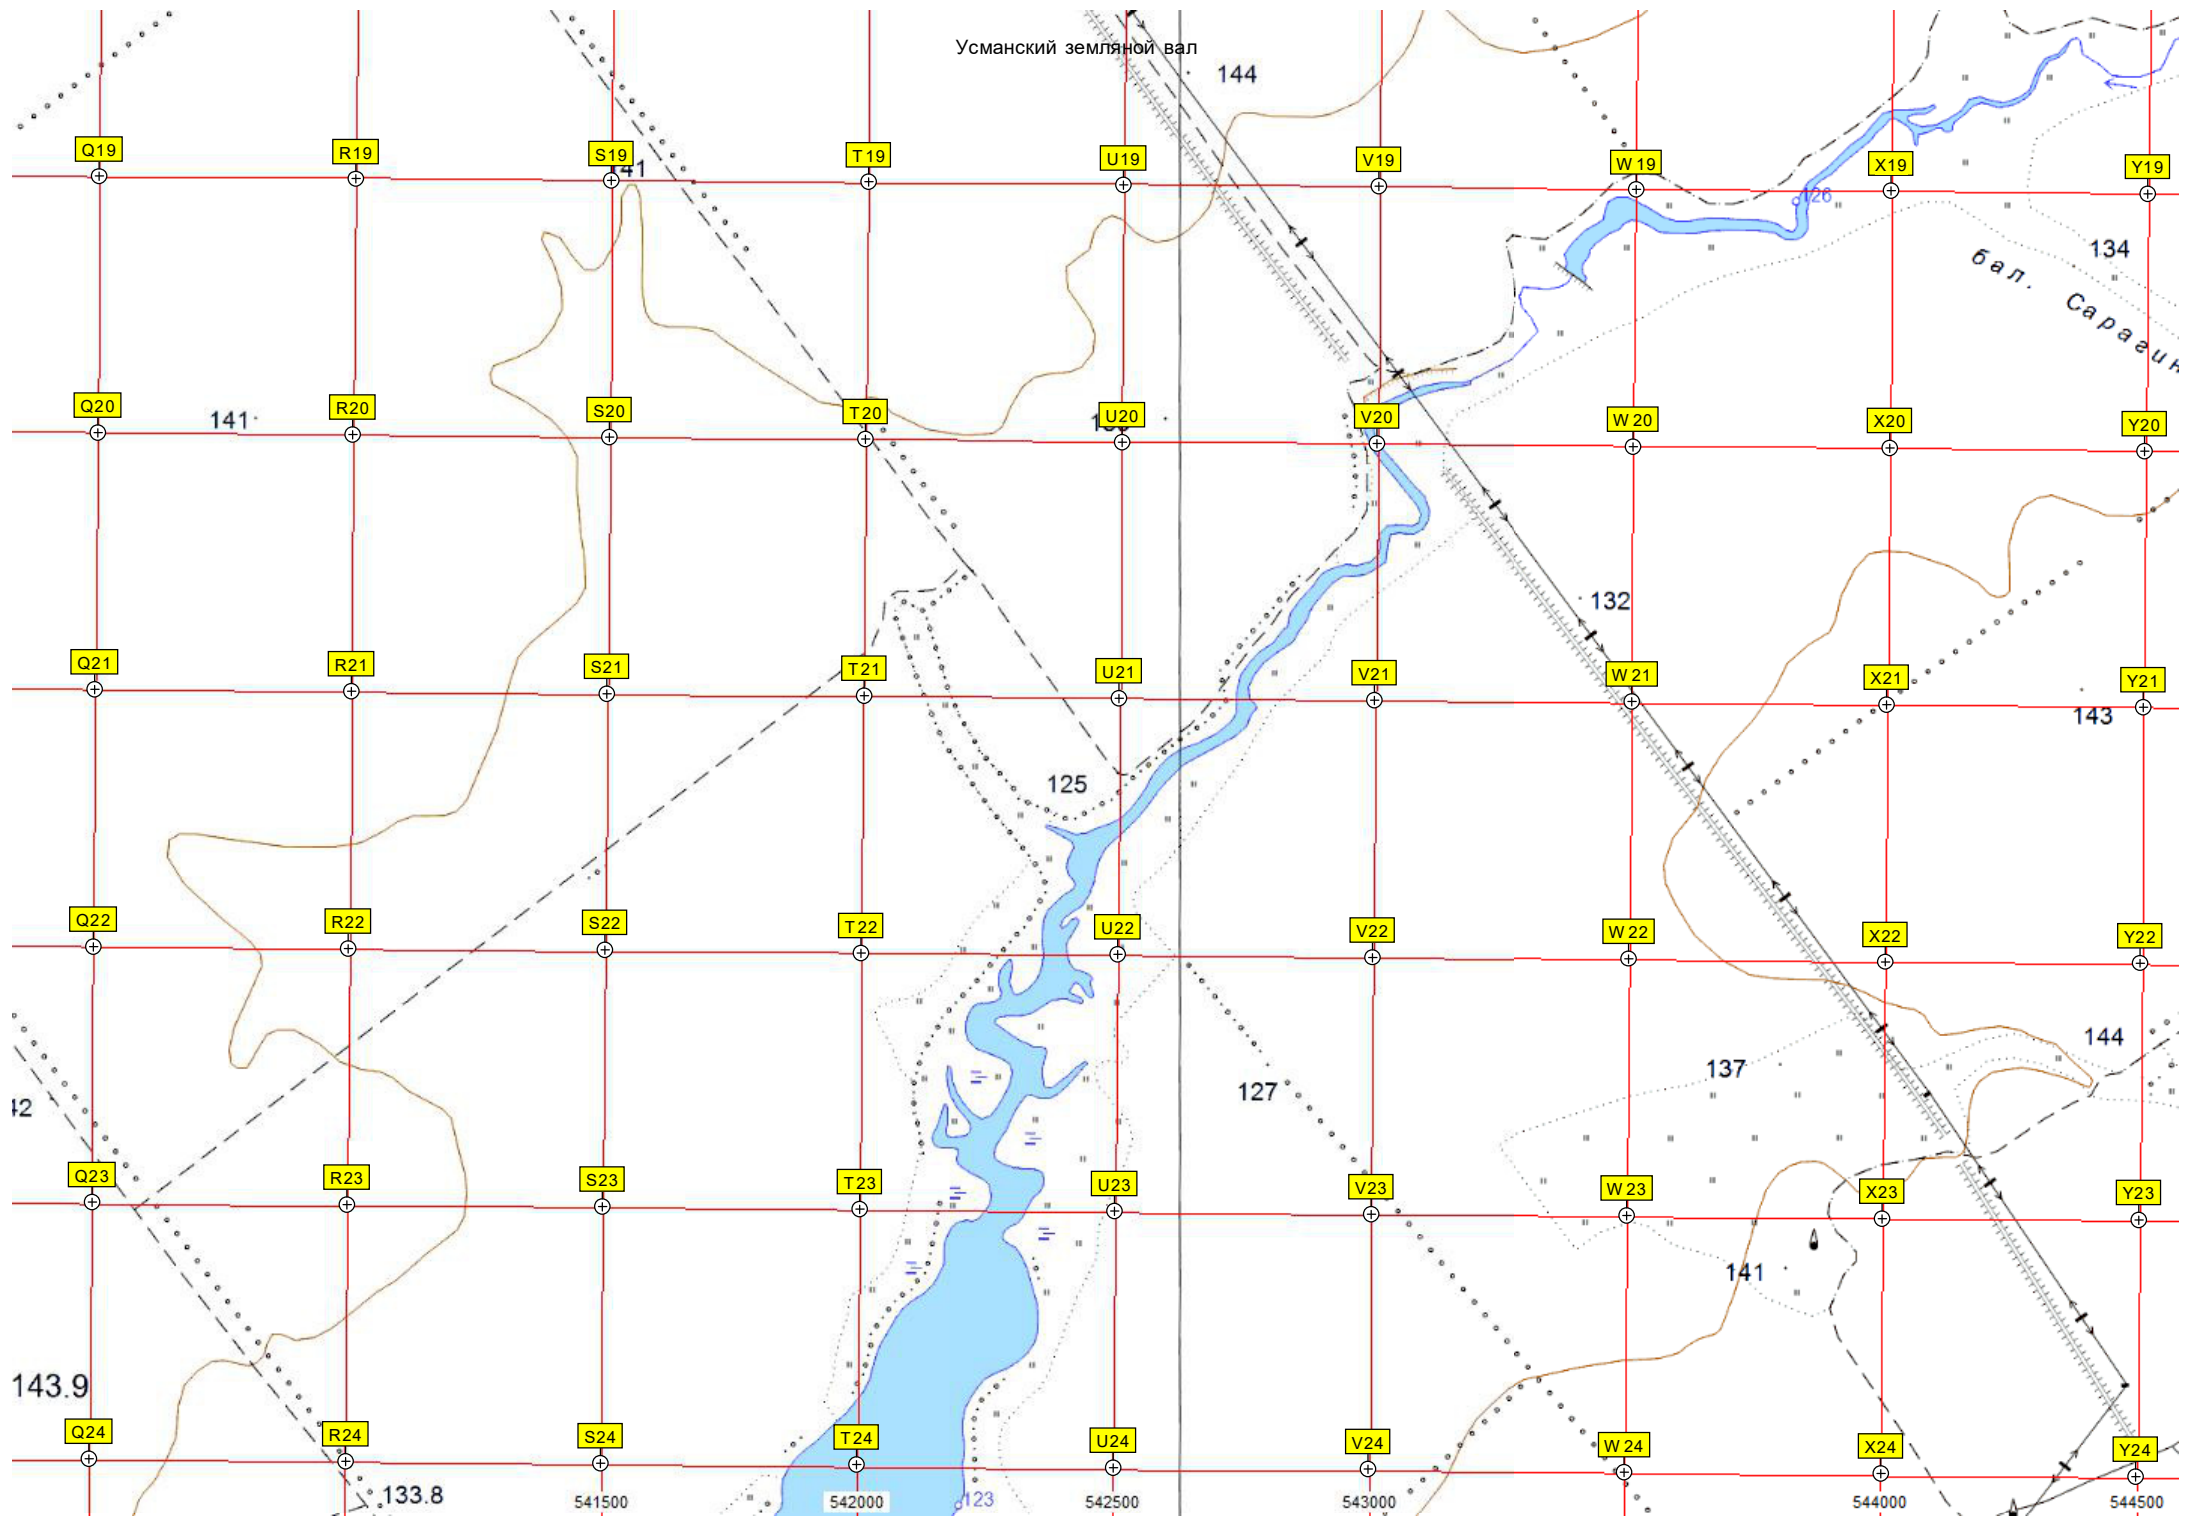 Усманский земляной вал
144
Q19 R19 S19 T19 U19 V19 W19 X19 Y19
41
126
134
бал. Сарагин
Q20 R20 S20 T20 U20 V20 W20 X20 Y20
141
132
Q21 R21 S21 T21 U21 V21 W21 X21 Y21
143
125
Q22 R22 S22 T22 U22 V22 W22 X22 Y22
144
137
127
42
Q23 R23 S23 T23 U23 V23 W23 X23 Y23
141
143.9
Q24 R24 S24 T24 U24 V24 W24 X24 Y24
133.8
123
541500 542000 542500 543000 544000 544500